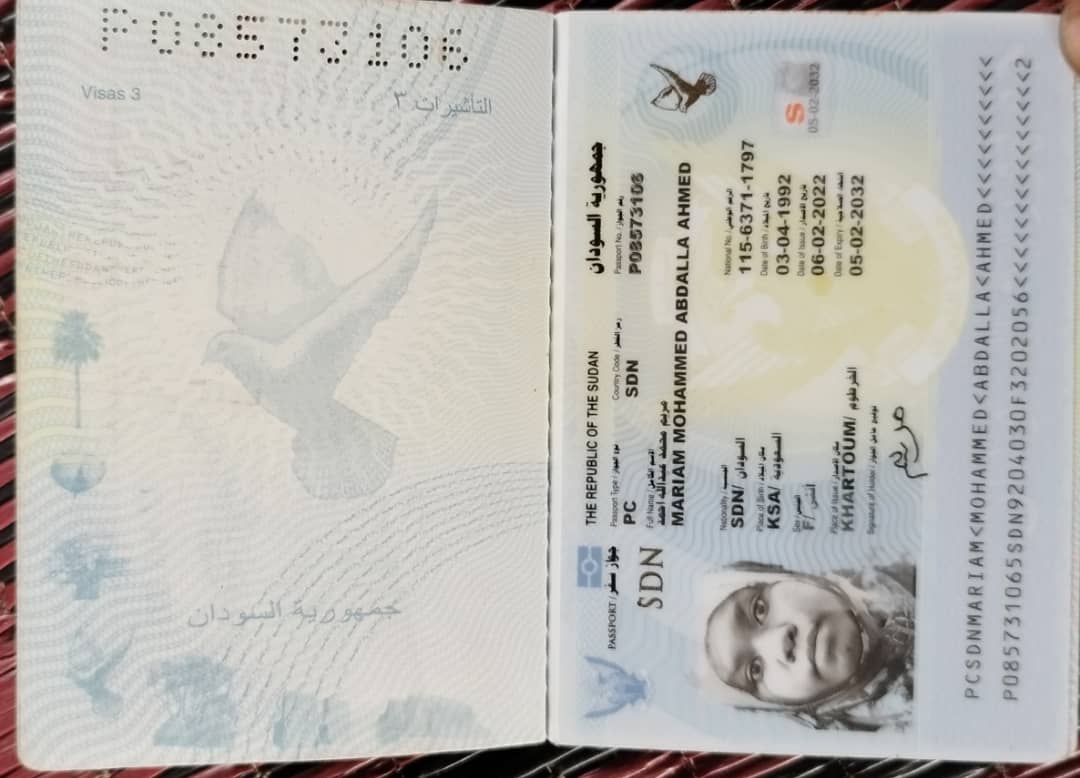 P08573106
Visas 3
التأشيرات ٣
جمهورية السودان
THE REPUBLIC OF THE SUDAN
جمهورية السودان
PASSPORT / جواز سفر
Passport Type / نوع الجواز
Country Code / رمز القطر
Passport No. / رقم الجواز
SDN
PC
SDN
P08573106
Full Name / الاسم الكامل
مريم محمد عبدالله احمد
MARIAM MOHAMMED ABDALLA AHMED
Nationality / الجنسية
National No. / الرقم الوطني
SDN/ السودان
115-6371-1797
Place of Birth / مكان الميلاد
Date of Birth / تاريخ الميلاد
KSA/ السعودية
03-04-1992
Sex / الجنس
Date of Issue / تاريخ الاصدار
F/ أنثى
06-02-2022
Place of Issue / مكان الاصدار
Date of Expiry /
KHARTOUM/ الخرطوم
05-02-2032
Signature of Holder / توقيع حامل الجواز
مريم
S
05-02-2032
PCSDNMARIAM<MOHAMMED<ABDALLA<AHMED<<<<<<<<<<
P085731065SDN9204030F3202056<<<<<<<<<<<<<<<2